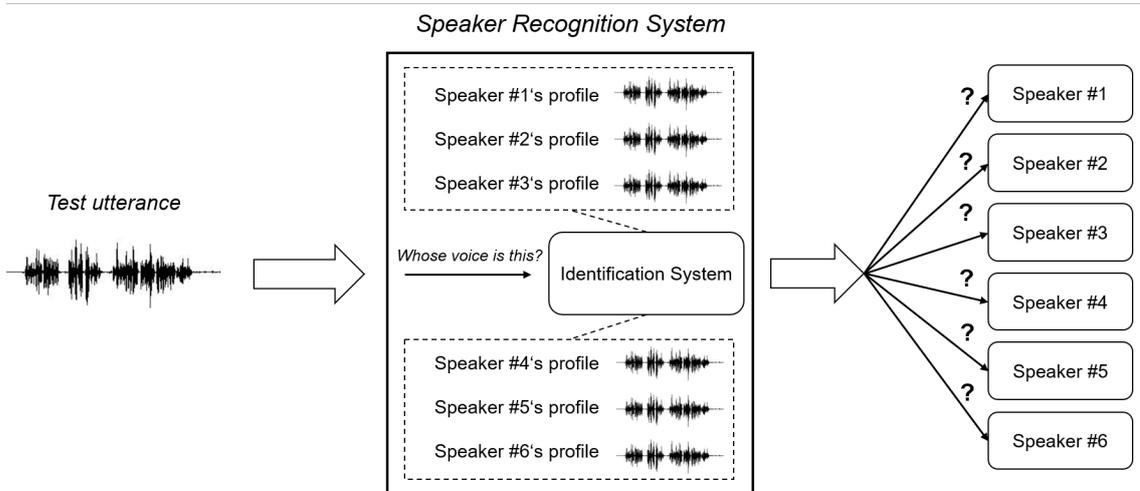 Speaker Recognition System
Test utterance
Speaker #1‘s profile
Speaker #2‘s profile
Speaker #3‘s profile
Whose voice is this?
Identification System
Speaker #4‘s profile
Speaker #5‘s profile
Speaker #6‘s profile
? Speaker #1
? Speaker #2
? Speaker #3
? Speaker #4
? Speaker #5
? Speaker #6